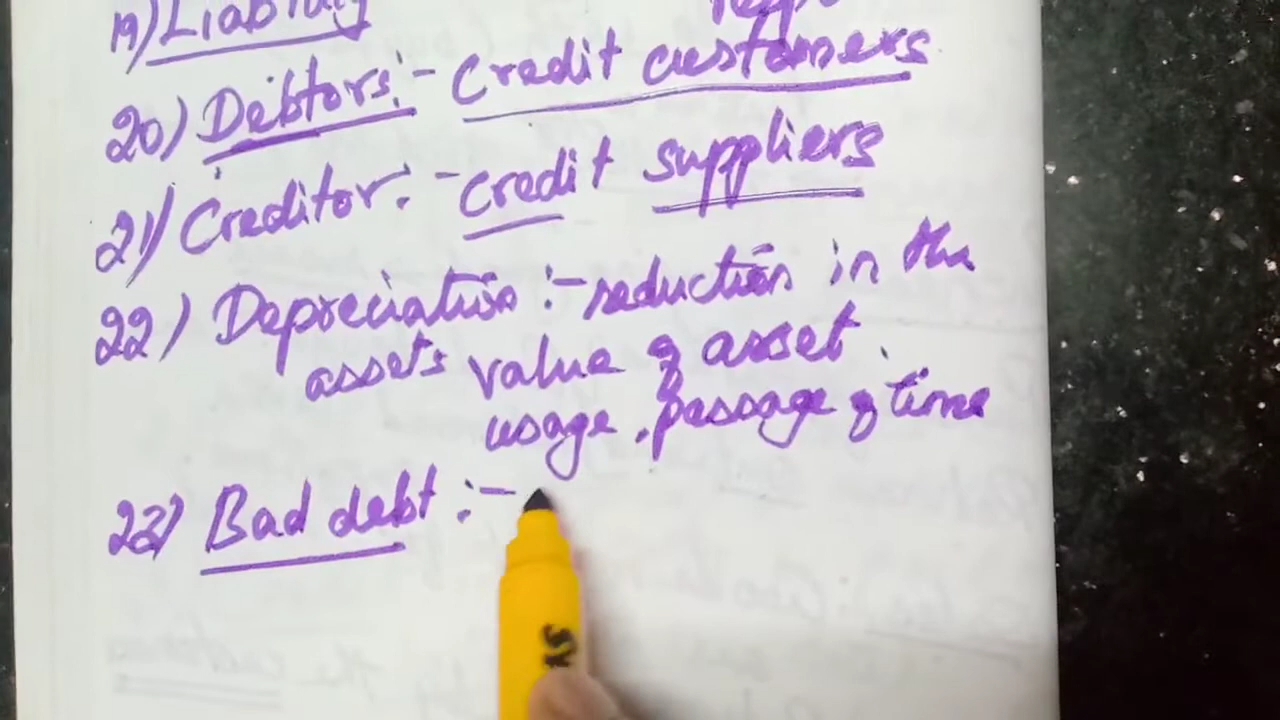 19) Liability
20) Debtors:- Credit customers
21) Creditor:- Credit suppliers
22) Depreciation:- reduction in the
assets value of asset.
usage, passage of time
23) Bad debt:-